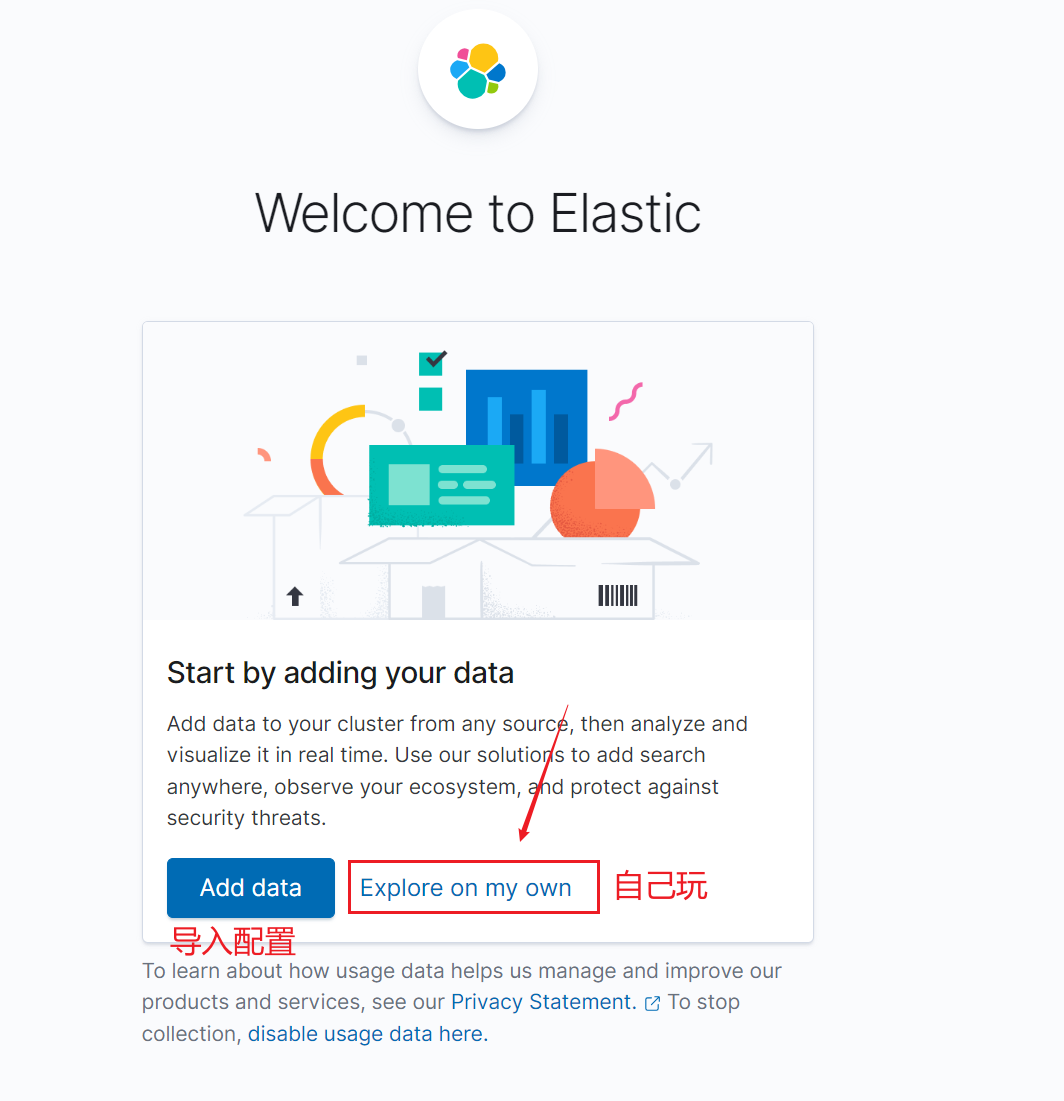 Welcome to Elastic
Start by adding your data
Add data to your cluster from any source, then analyze and
visualize it in real time. Use our solutions to add search
anywhere, observe your ecosystem, and protect against
security threats.
Add data
Explore on my own
自己玩
导入配置
To learn about how usage data helps us manage and improve our
products and services, see our Privacy Statement. To stop
collection, disable usage data here.